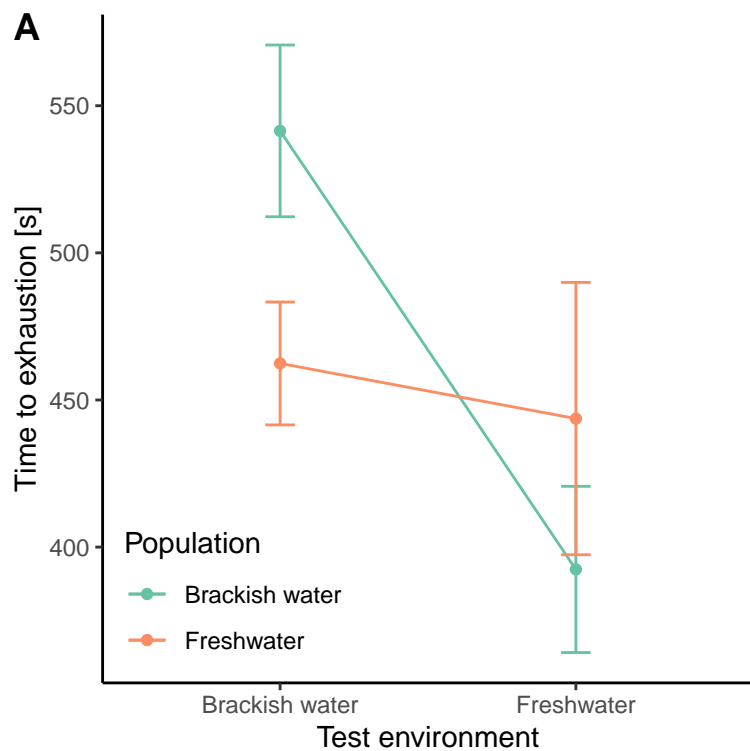 A
Time to exhaustion [s]
550
500
450
400
Population
Brackish water
Freshwater
Brackish water
Freshwater
Test environment